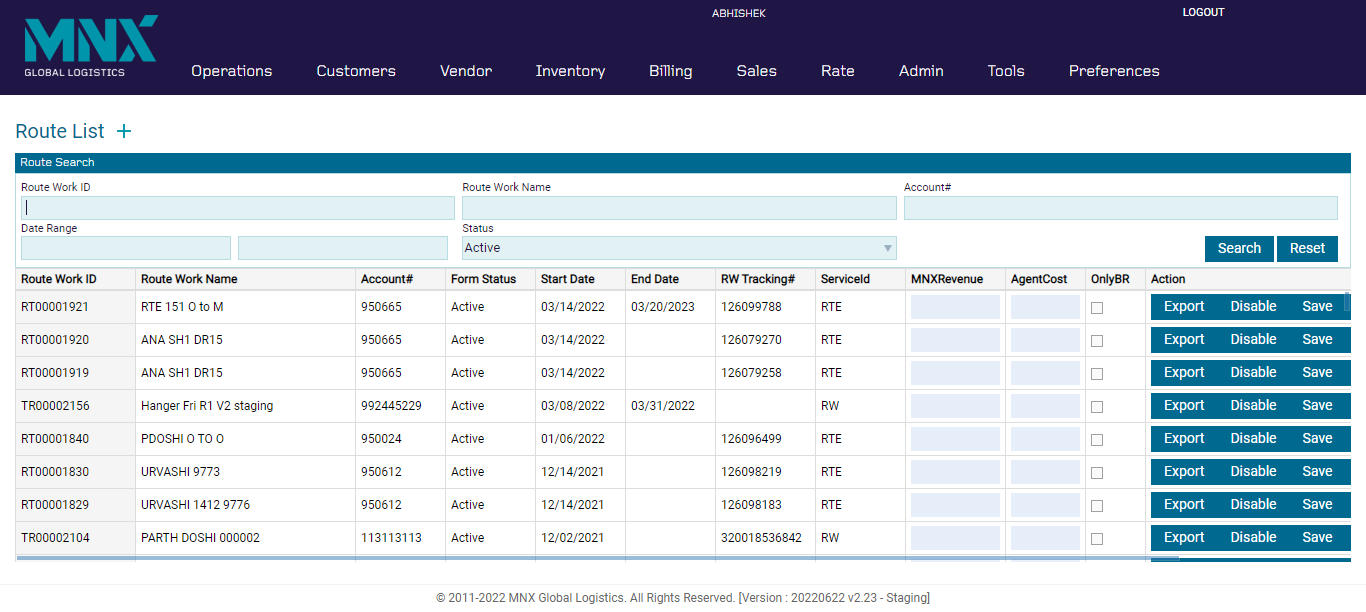 ABHISHEK LOGOUT
MNX
GLOBAL LOGISTICS
Operations Customers Vendor Inventory Billing Sales Rate Admin Tools Preferences
Route List +
Route Search
Route Work ID Route Work Name Account#
Date Range Status
Active Search Reset
Route Work ID Route Work Name Account# Form Status Start Date End Date RW Tracking# ServiceId MNXRevenue AgentCost OnlyBR Action
RT00001921 RTE 151 O to M 950665 Active 03/14/2022 03/20/2023 126099788 RTE Export Disable Save
RT00001920 ANA SH1 DR15 950665 Active 03/14/2022 126079270 RTE Export Disable Save
RT00001919 ANA SH1 DR15 950665 Active 03/14/2022 126079258 RTE Export Disable Save
TR00002156 Hanger Fri R1 V2 staging 992445229 Active 03/08/2022 03/31/2022 RW Export Disable Save
RT00001840 PDOSHI O TO O 950024 Active 01/06/2022 126096499 RTE Export Disable Save
RT00001830 URVASHI 9773 950612 Active 12/14/2021 126098219 RTE Export Disable Save
RT00001829 URVASHI 1412 9776 950612 Active 12/14/2021 126098183 RTE Export Disable Save
TR00002104 PARTH DOSHI 000002 113113113 Active 12/02/2021 320018536842 RW Export Disable Save
© 2011-2022 MNX Global Logistics. All Rights Reserved. [Version : 20220622 v2.23 - Staging]